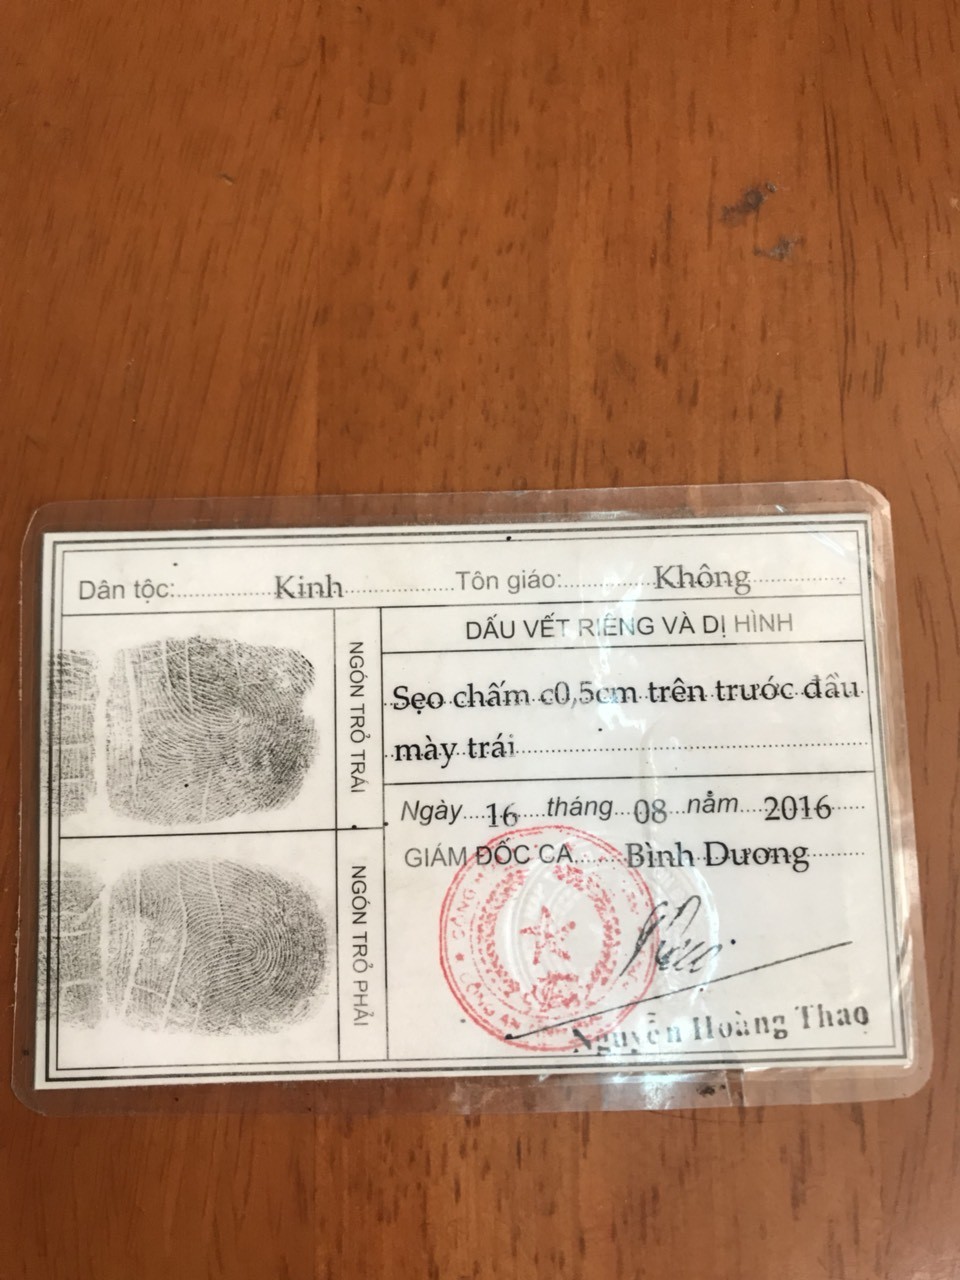 Dân tộc: Kinh Tôn giáo: Không
DẤU VẾT RIÊNG VÀ DỊ HÌNH
Sẹo chấm c0,5cm trên trước đầu
mày trái
NGÓN TRỎ TRÁI
Ngày 16 tháng 08 năm 2016
GIÁM ĐỐC CA Bình Dương
NGÓN TRỎ PHẢI
CÔNG AN
Nguyễn Hoàng Thao